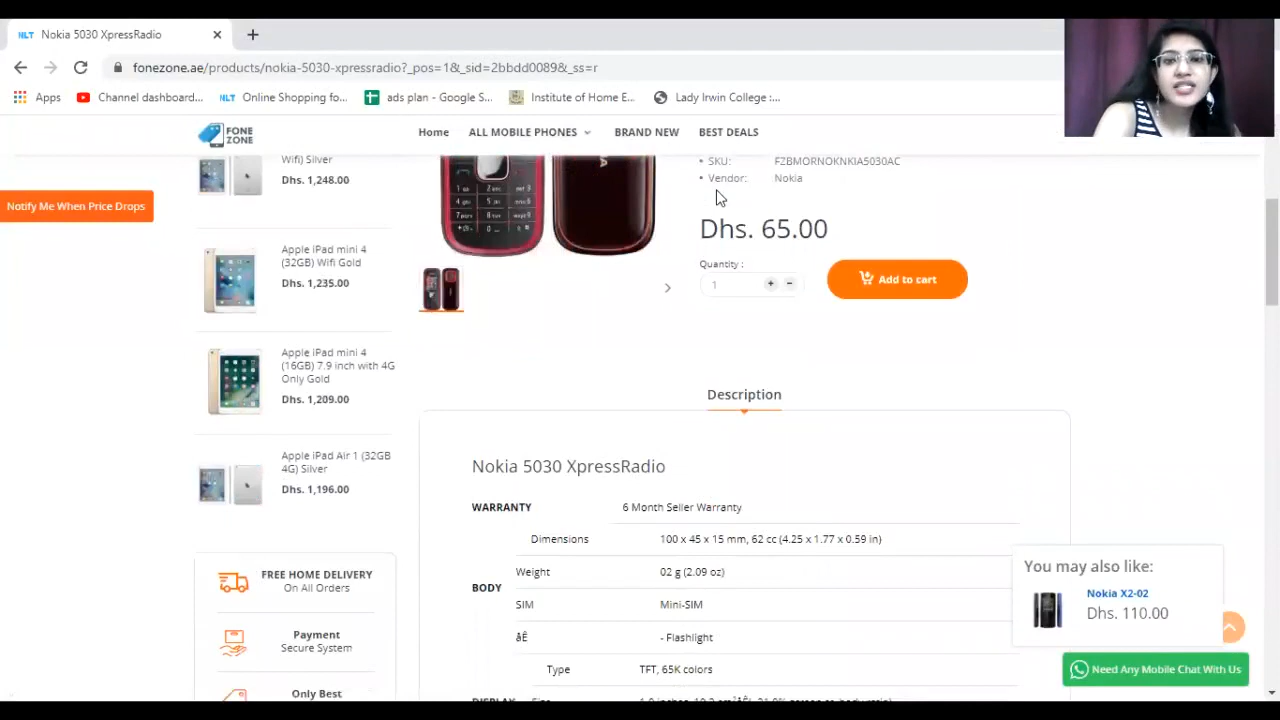 NLT Nokia 5030 XpressRadio
fonezone.ae/products/nokia-5030-xpressradio?_pos=1&_sid=2bbdd0089&_ss=r
Apps
Channel dashboard...
NLT Online Shopping fo...
ads plan - Google S...
Institute of Home E...
Lady Irwin College :...
FONE
ZONE
Home
ALL MOBILE PHONES
BRAND NEW
BEST DEALS
Notify Me When Price Drops
Wifi) Silver
Dhs. 1,248.00
Apple iPad mini 4
(32GB) Wifi Gold
Dhs. 1,235.00
Apple iPad mini 4
(16GB) 7.9 inch with 4G
Only Gold
Dhs. 1,209.00
Apple iPad Air 1 (32GB
4G) Silver
Dhs. 1,196.00
FREE HOME DELIVERY
On All Orders
Payment
Secure System
Only Best
• SKU: FZBMORNOKNKIA5030AC
• Vendor: Nokia
Dhs. 65.00
Quantity :
1
+
-
Add to cart
Description
Nokia 5030 XpressRadio
WARRANTY 6 Month Seller Warranty
Dimensions 100 x 45 x 15 mm, 62 cc (4.25 x 1.77 x 0.59 in)
Weight 02 g (2.09 oz)
BODY
SIM Mini-SIM
åÊ - Flashlight
Type TFT, 65K colors
DISPLAY
You may also like:
Nokia X2-02
Dhs. 110.00
Need Any Mobile Chat With Us